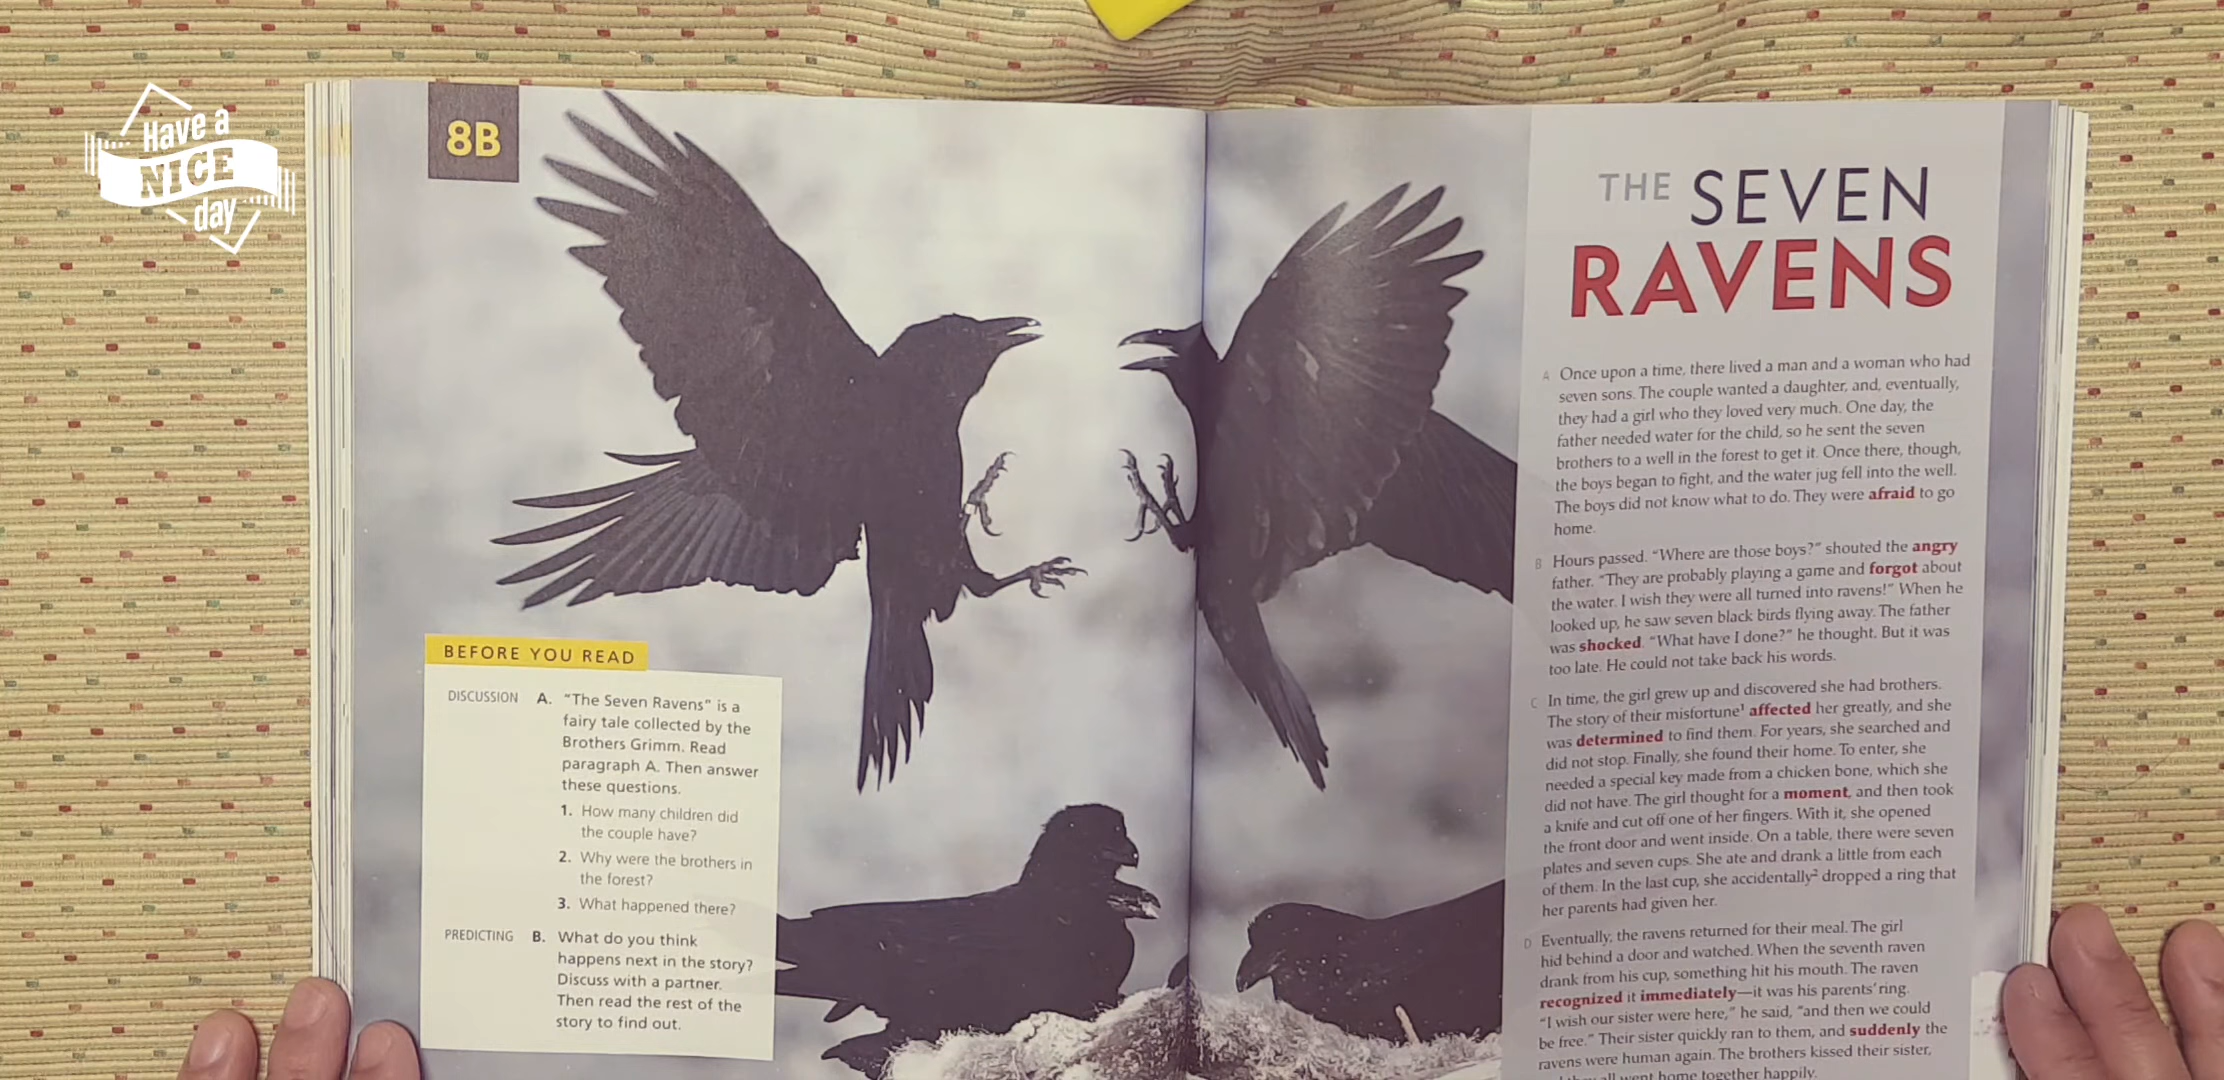 Have a
NICE
day
8B
BEFORE YOU READ
DISCUSSION A. "The Seven Ravens" is a
fairy tale collected by the
Brothers Grimm. Read
paragraph A. Then answer
these questions.
1. How many children did
the couple have?
2. Why were the brothers in
the forest?
3. What happened there?
PREDICTING B. What do you think
happens next in the story?
Discuss with a partner.
Then read the rest of the
story to find out.
THE SEVEN
RAVENS
A Once upon a time, there lived a man and a woman who had
seven sons. The couple wanted a daughter, and, eventually,
they had a girl who they loved very much. One day, the
father needed water for the child, so he sent the seven
brothers to a well in the forest to get it. Once there, though,
the boys began to fight, and the water jug fell into the well.
The boys did not know what to do. They were afraid to go
home.
B Hours passed. "Where are those boys?" shouted the angry
father. "They are probably playing a game and forgot about
the water. I wish they were all turned into ravens!" When he
looked up, he saw seven black birds flying away. The father
was shocked. "What have I done?" he thought. But it was
too late. He could not take back his words.
C In time, the girl grew up and discovered she had brothers.
The story of their misfortune¹ affected her greatly, and she
was determined to find them. For years, she searched and
did not stop. Finally, she found their home. To enter, she
needed a special key made from a chicken bone, which she
did not have. The girl thought for a moment, and then took
a knife and cut off one of her fingers. With it, she opened
the front door and went inside. On a table, there were seven
plates and seven cups. She ate and drank a little from each
of them. In the last cup, she accidentally² dropped a ring that
her parents had given her.
D Eventually, the ravens returned for their meal. The girl
hid behind a door and watched. When the seventh raven
drank from his cup, something hit his mouth. The raven
recognized it immediately—it was his parents' ring.
"I wish our sister were here," he said, "and then we could
be free." Their sister quickly ran to them, and suddenly the
ravens were human again. The brothers kissed their sister,
all went home together happily.